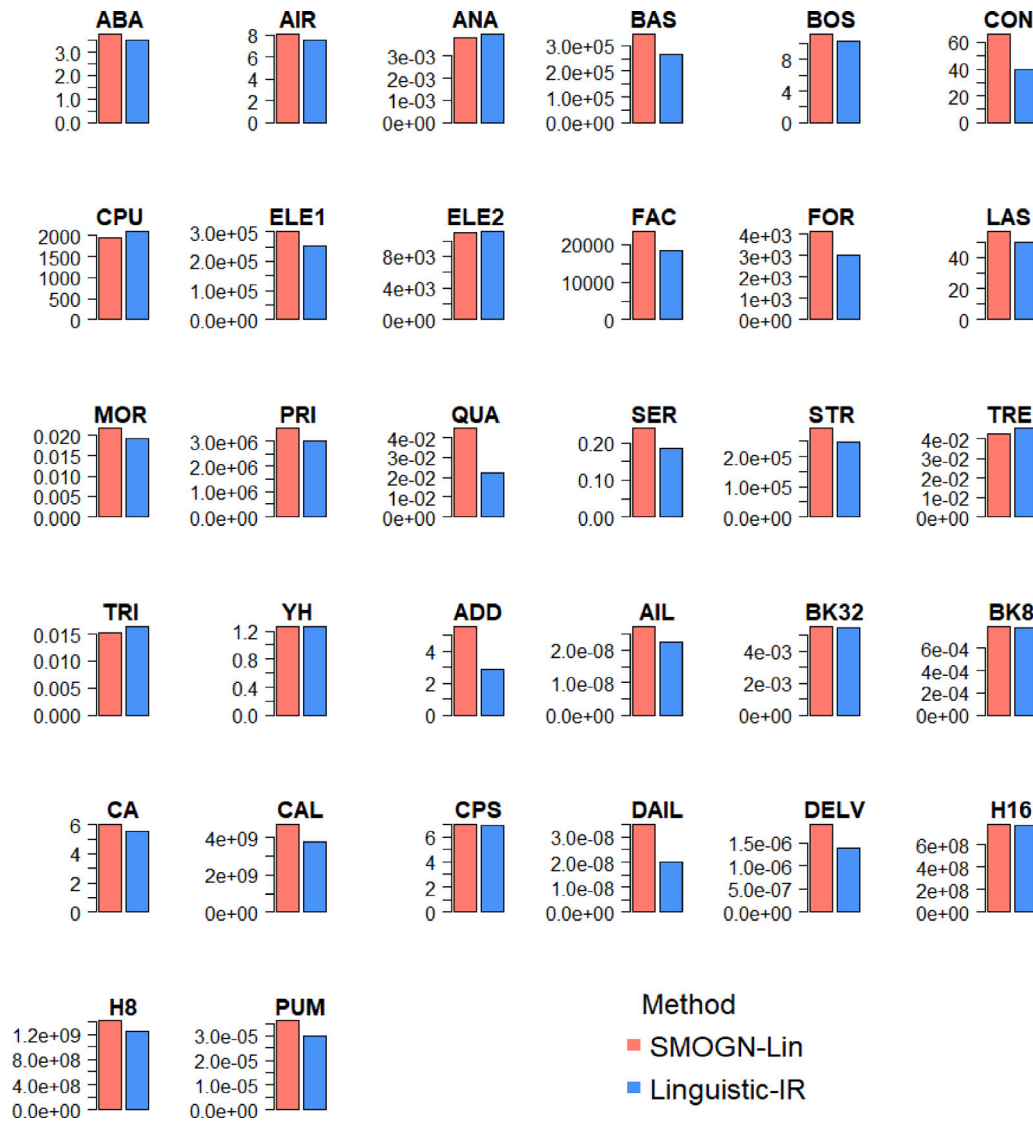 ABA AIR ANA BAS BOS CON
3.0 2.0 1.0 0.0
8 6 4 2 0
3e-03 2e-03 1e-03 0e+00
3.0e+05 2.0e+05 1.0e+05 0.0e+00
8 4 0
60 40 20 0
CPU ELE1 ELE2 FAC FOR LAS
2000 1500 1000 500 0
3.0e+05 2.0e+05 1.0e+05 0.0e+00
8e+03 4e+03 0e+00
20000 10000 0
4e+03 3e+03 2e+03 1e+03 0e+00
40 20 0
MOR PRI QUA SER STR TRE
0.020 0.015 0.010 0.005 0.000
3.0e+06 2.0e+06 1.0e+06 0.0e+00
4e-02 3e-02 2e-02 1e-02 0e+00
0.20 0.10 0.00
2.0e+05 1.0e+05 0.0e+00
4e-02 3e-02 2e-02 1e-02 0e+00
TRI YH ADD AIL BK32 BK8
0.015 0.010 0.005 0.000
1.2 0.8 0.4 0.0
4 2 0
2.0e-08 1.0e-08 0.0e+00
4e-03 2e-03 0e+00
6e-04 4e-04 2e-04 0e+00
CA CAL CPS DAIL DELV H16
6 4 2 0
4e+09 2e+09 0e+00
6 4 2 0
3.0e-08 2.0e-08 1.0e-08 0.0e+00
1.5e-06 1.0e-06 5.0e-07 0.0e+00
6e+08 4e+08 2e+08 0e+00
H8 PUM
1.2e+09 8.0e+08 4.0e+08 0.0e+00
3.0e-05 2.0e-05 1.0e-05 0.0e+00
Method
SMOGN-Lin
Linguistic-IR